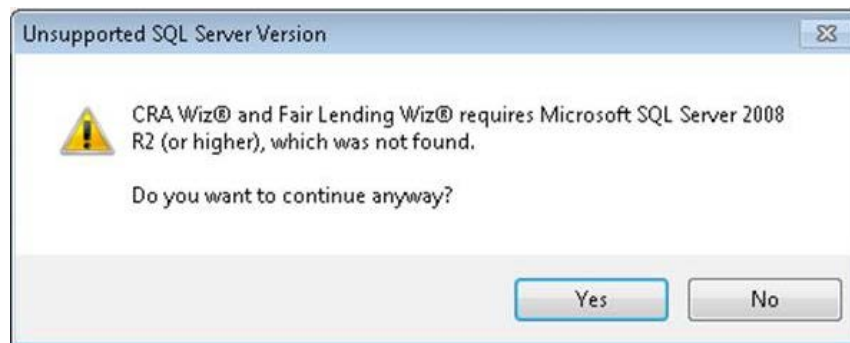 Unsupported SQL Server Version
CRA Wiz® and Fair Lending Wiz® requires Microsoft SQL Server 2008
R2 (or higher), which was not found.
Do you want to continue anyway?
Yes
No